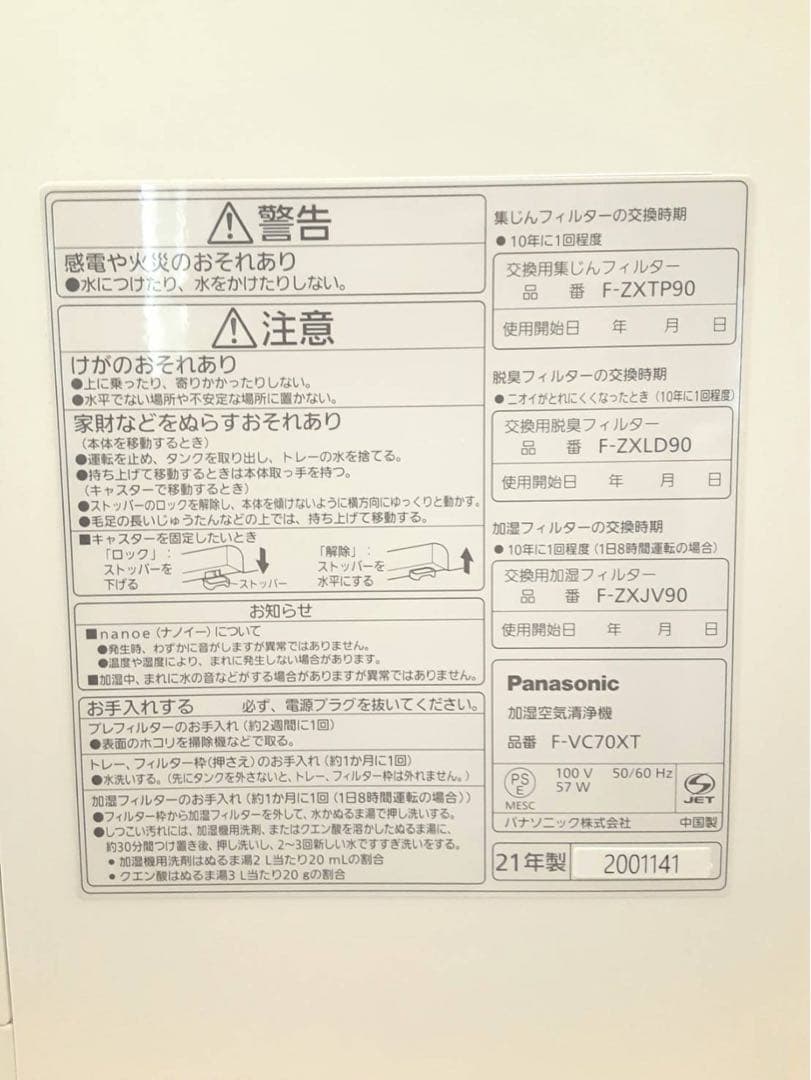 警告
感電や火災のおそれあり
●水につけたり、水をかけたりしない。
注意
けがのおそれあり
●上に乗ったり、寄りかかったりしない。
●水平でない場所や不安定な場所に置かない。
家財などをぬらすおそれあり
（本体を移動するとき）
●運転を止め、タンクを取り出し、トレーの水を捨てる。
●持ち上げて移動するときは本体取っ手を持つ。
（キャスターで移動するとき）
●ストッパーのロックを解除し、本体を傾けないように横方向にゆっくりと動かす。
●毛足の長いじゅうたんなどの上では、持ち上げて移動する。
■キャスターを固定したいとき
「ロック」：
ストッパーを
下げる
ストッパー
「解除」：
ストッパーを
水平にする
お知らせ
■nanoe（ナノイー）について
●発生時、わずかに音がしますが異常ではありません。
●温度や湿度により、まれに発生しない場合があります。
■加湿中、まれに水の音などがする場合がありますが異常ではありません。
お手入れする 必ず、電源プラグを抜いてください。
プレフィルターのお手入れ（約2週間に1回）
●表面のホコリを掃除機などで取る。
トレー、フィルター枠（押さえ）のお手入れ（約1か月に1回）
●水洗いする。（先にタンクを外さないと、トレー、フィルター枠は外れません。）
加湿フィルターのお手入れ（約1か月に1回（1日8時間運転の場合））
●フィルター枠から加湿フィルターを外して、水かぬるま湯で押し洗いする。
●しつこい汚れには、加湿機用洗剤、またはクエン酸を溶かしたぬるま湯に、
約30分間つけ置き後、押し洗いし、2～3回新しい水ですすぎ洗いをする。
• 加湿機用洗剤はぬるま湯2 L当たり20 mLの割合
• クエン酸はぬるま湯3 L当たり20 gの割合
集じんフィルターの交換時期
● 10年に1回程度
交換用集じんフィルター
品 番 F-ZXTP90
使用開始日 年 月 日
脱臭フィルターの交換時期
● ニオイがとれにくくなったとき（10年に1回程度）
交換用脱臭フィルター
品 番 F-ZXLD90
使用開始日 年 月 日
加湿フィルターの交換時期
● 10年に1回程度（1日8時間運転の場合）
交換用加湿フィルター
品 番 F-ZXJV90
使用開始日 年 月 日
Panasonic
加湿空気清浄機
品番 F-VC70XT
PS
E
MESC
100 V 50/60 Hz
57 W
JET
パナソニック株式会社 中国製
21年製 2001141